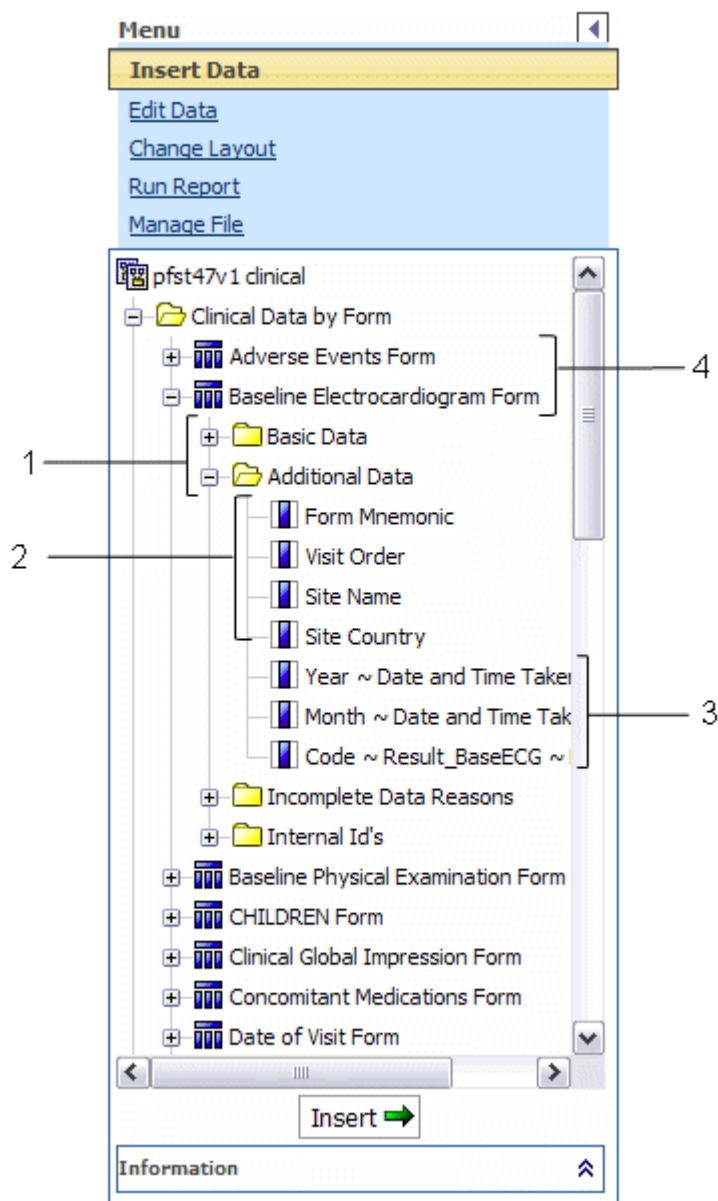 Menu
Insert Data
Edit Data
Change Layout
Run Report
Manage File
pfst47v1 clinical
Clinical Data by Form
Adverse Events Form
4
Baseline Electrocardiogram Form
Basic Data
1
Additional Data
Form Mnemonic
2
Visit Order
Site Name
Site Country
Year ~ Date and Time Taken
3
Month ~ Date and Time Tak
Code ~ Result_BaseECG ~
Incomplete Data Reasons
Internal Id's
Baseline Physical Examination Form
CHILDREN Form
Clinical Global Impression Form
Concomitant Medications Form
Date of Visit Form
Insert
Information